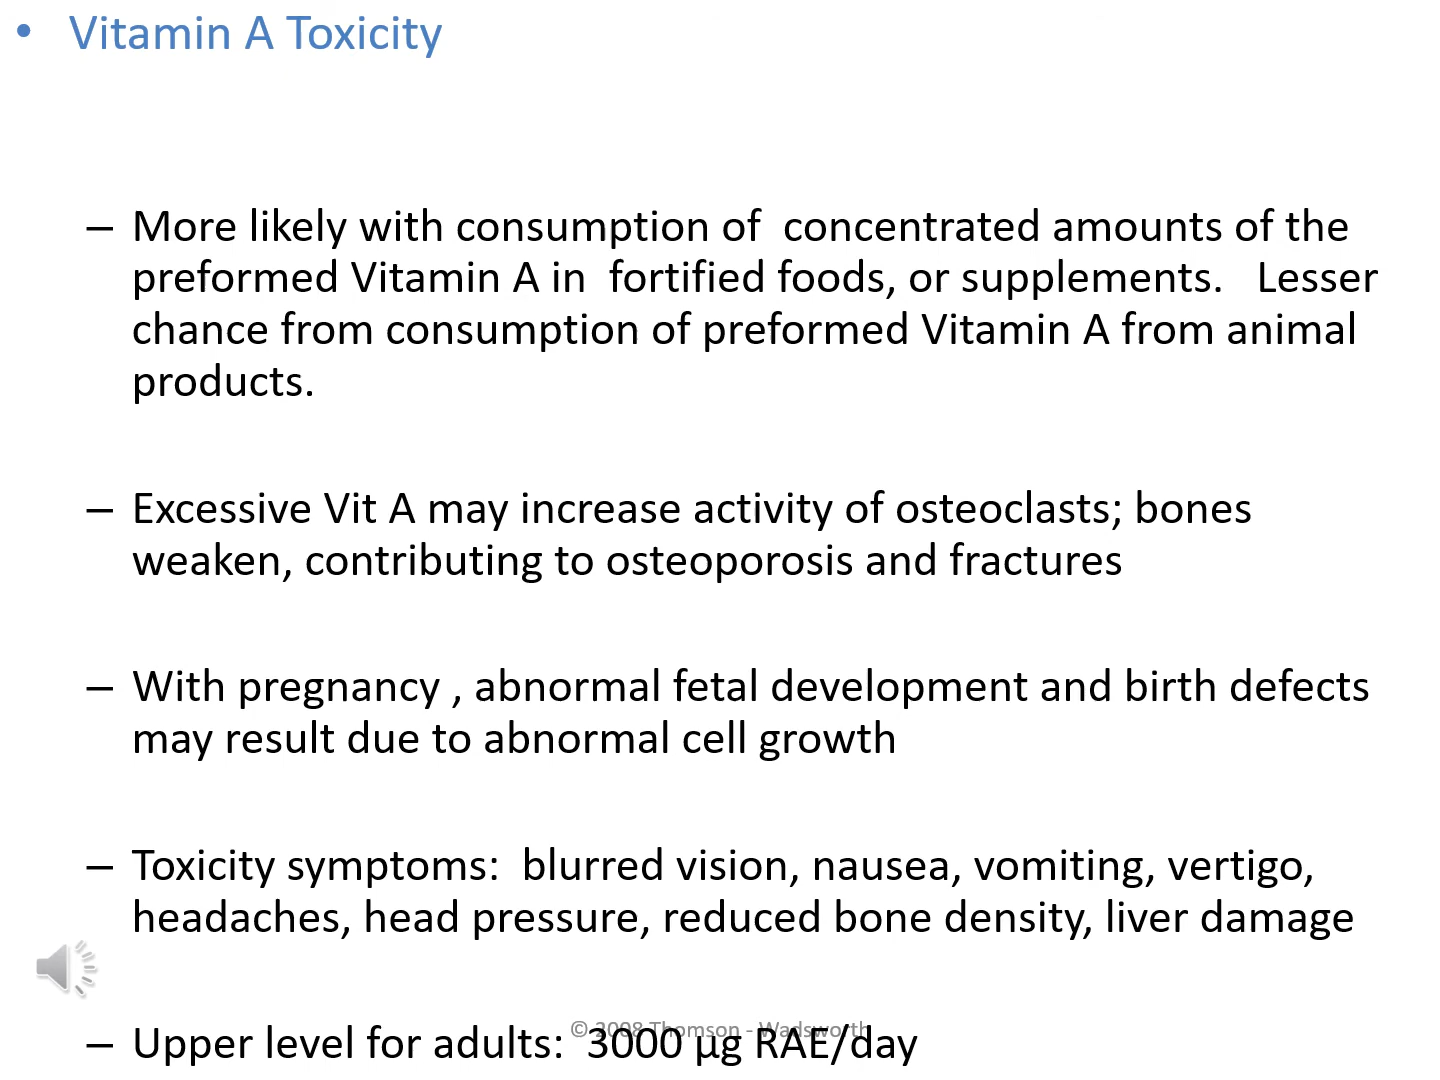 • Vitamin A Toxicity
– More likely with consumption of  concentrated amounts of the
preformed Vitamin A in  fortified foods, or supplements.   Lesser
chance from consumption of preformed Vitamin A from animal
products.
– Excessive Vit A may increase activity of osteoclasts; bones
weaken, contributing to osteoporosis and fractures
– With pregnancy , abnormal fetal development and birth defects
may result due to abnormal cell growth
– Toxicity symptoms:  blurred vision, nausea, vomiting, vertigo,
headaches, head pressure, reduced bone density, liver damage
© 2008 Thomson - Wadsworth
– Upper level for adults:  3000 µg RAE/day